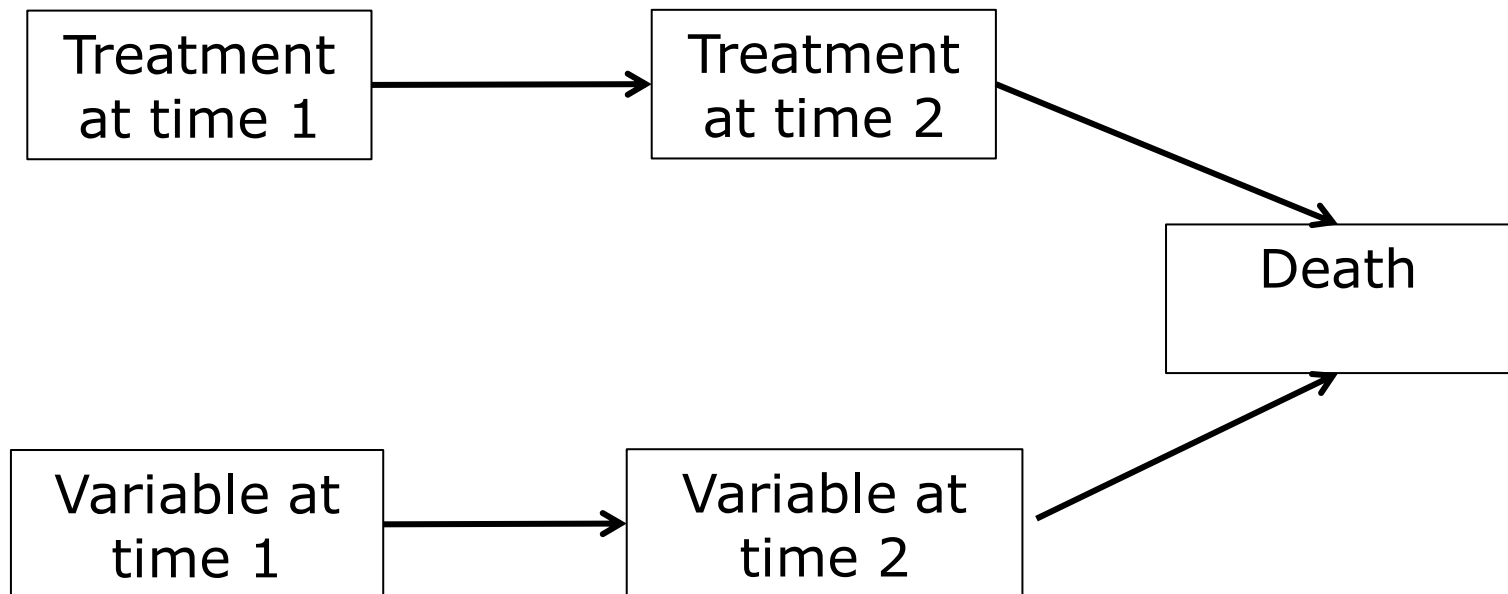 Treatment
at time 1
Treatment
at time 2
Death
Variable at
time 1
Variable at
time 2